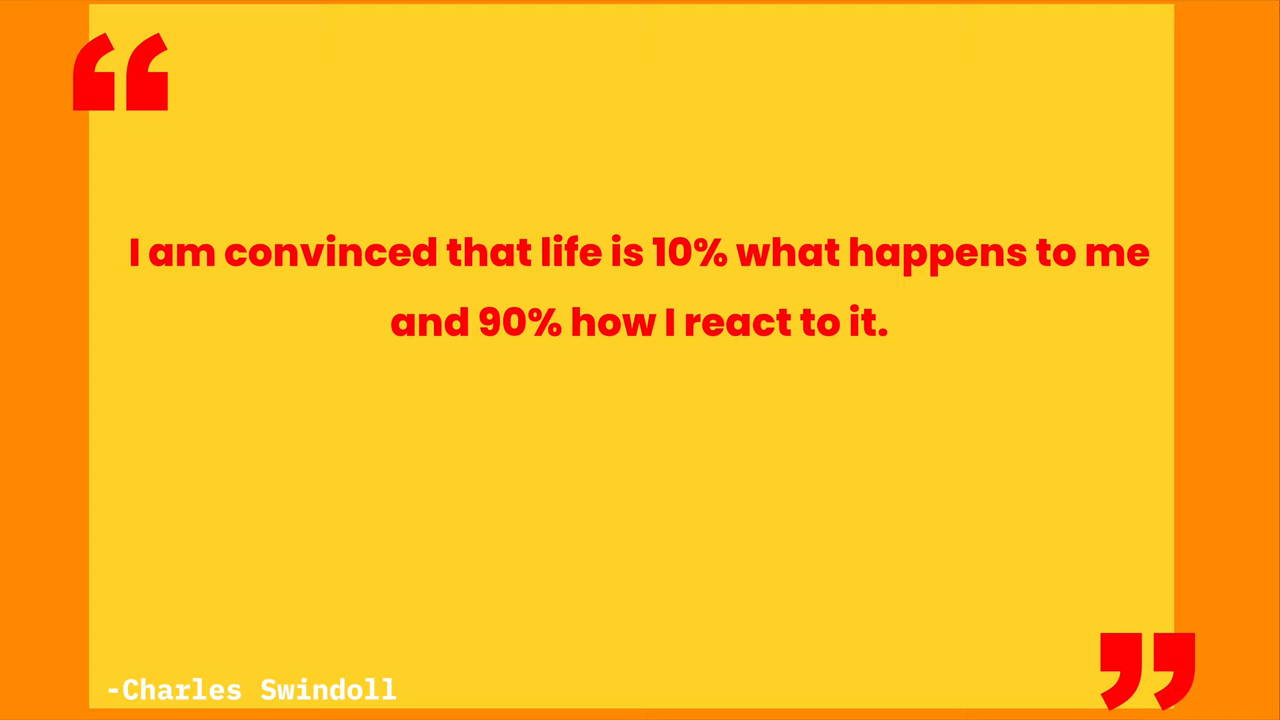 “
I am convinced that life is 10% what happens to me
and 90% how I react to it.
”
-Charles Swindoll